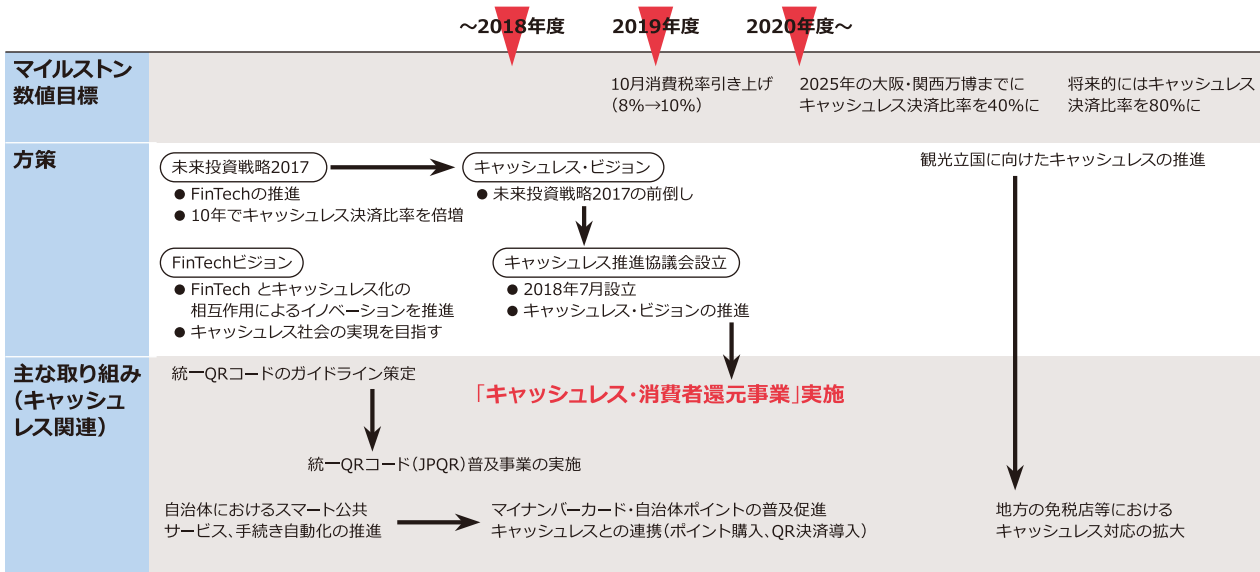 ～2018年度
2019年度
2020年度～
マイルストン
数値目標
10月消費税率引き上げ
（8％→10％）
2025年の大阪・関西万博までに
キャッシュレス決済比率を40％に
将来的にはキャッシュレス
決済比率を80％に
方策
未来投資戦略2017
● FinTechの推進
● 10年でキャッシュレス決済比率を倍増
キャッシュレス・ビジョン
● 未来投資戦略2017の前倒し
観光立国に向けたキャッシュレスの推進
FinTechビジョン
● FinTech とキャッシュレス化の
相互作用によるイノベーションを推進
● キャッシュレス社会の実現を目指す
キャッシュレス推進協議会設立
● 2018年7月設立
● キャッシュレス・ビジョンの推進
主な取り組み
（キャッシュ
レス関連）
統一QRコードのガイドライン策定
「キャッシュレス・消費者還元事業」実施
統一QRコード（JPQR）普及事業の実施
自治体におけるスマート公共
サービス、手続き自動化の推進
マイナンバーカード・自治体ポイントの普及促進
キャッシュレスとの連携（ポイント購入、QR決済導入）
地方の免税店等における
キャッシュレス対応の拡大